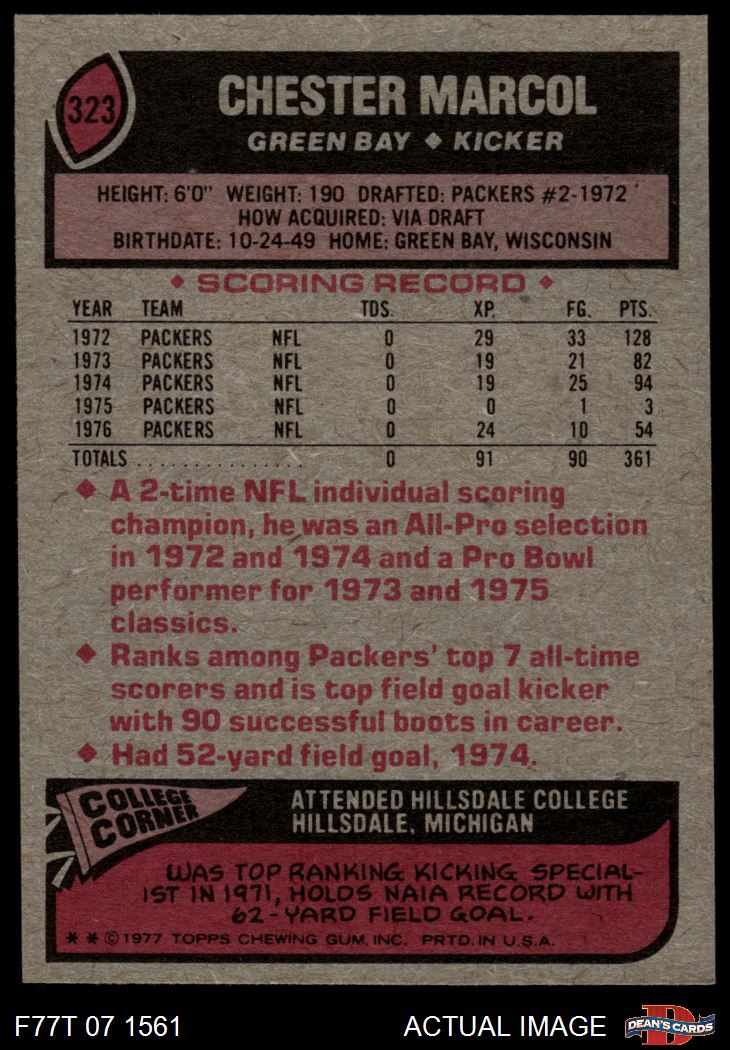 323
CHESTER MARCOL
GREEN BAY ◆ KICKER
HEIGHT: 6'0" WEIGHT: 190 DRAFTED: PACKERS #2-1972
HOW ACQUIRED: VIA DRAFT
BIRTHDATE: 10-24-49 HOME: GREEN BAY, WISCONSIN
◆ SCORING RECORD ◆
YEAR TEAM TDS. XP. FG. PTS.
1972 PACKERS NFL 0 29 33 128
1973 PACKERS NFL 0 19 21 82
1974 PACKERS NFL 0 19 25 94
1975 PACKERS NFL 0 0 1 3
1976 PACKERS NFL 0 24 10 54
TOTALS . . . . . . . . . . . . . . . 0 91 90 361
◆ A 2-time NFL individual scoring
champion, he was an All-Pro selection
in 1972 and 1974 and a Pro Bowl
performer for 1973 and 1975
classics.
◆ Ranks among Packers' top 7 all-time
scorers and is top field goal kicker
with 90 successful boots in career.
◆ Had 52-yard field goal, 1974.
COLLEGE
CORNER
ATTENDED HILLSDALE COLLEGE
HILLSDALE, MICHIGAN
WAS TOP RANKING KICKING SPECIAL-
IST IN 1971, HOLDS NAIA RECORD WITH
62-YARD FIELD GOAL.
* * © 1977 TOPPS CHEWING GUM, INC. PRTD. IN U.S.A.
F77T 07 1561
ACTUAL IMAGE
D
DEAN'S CARDS